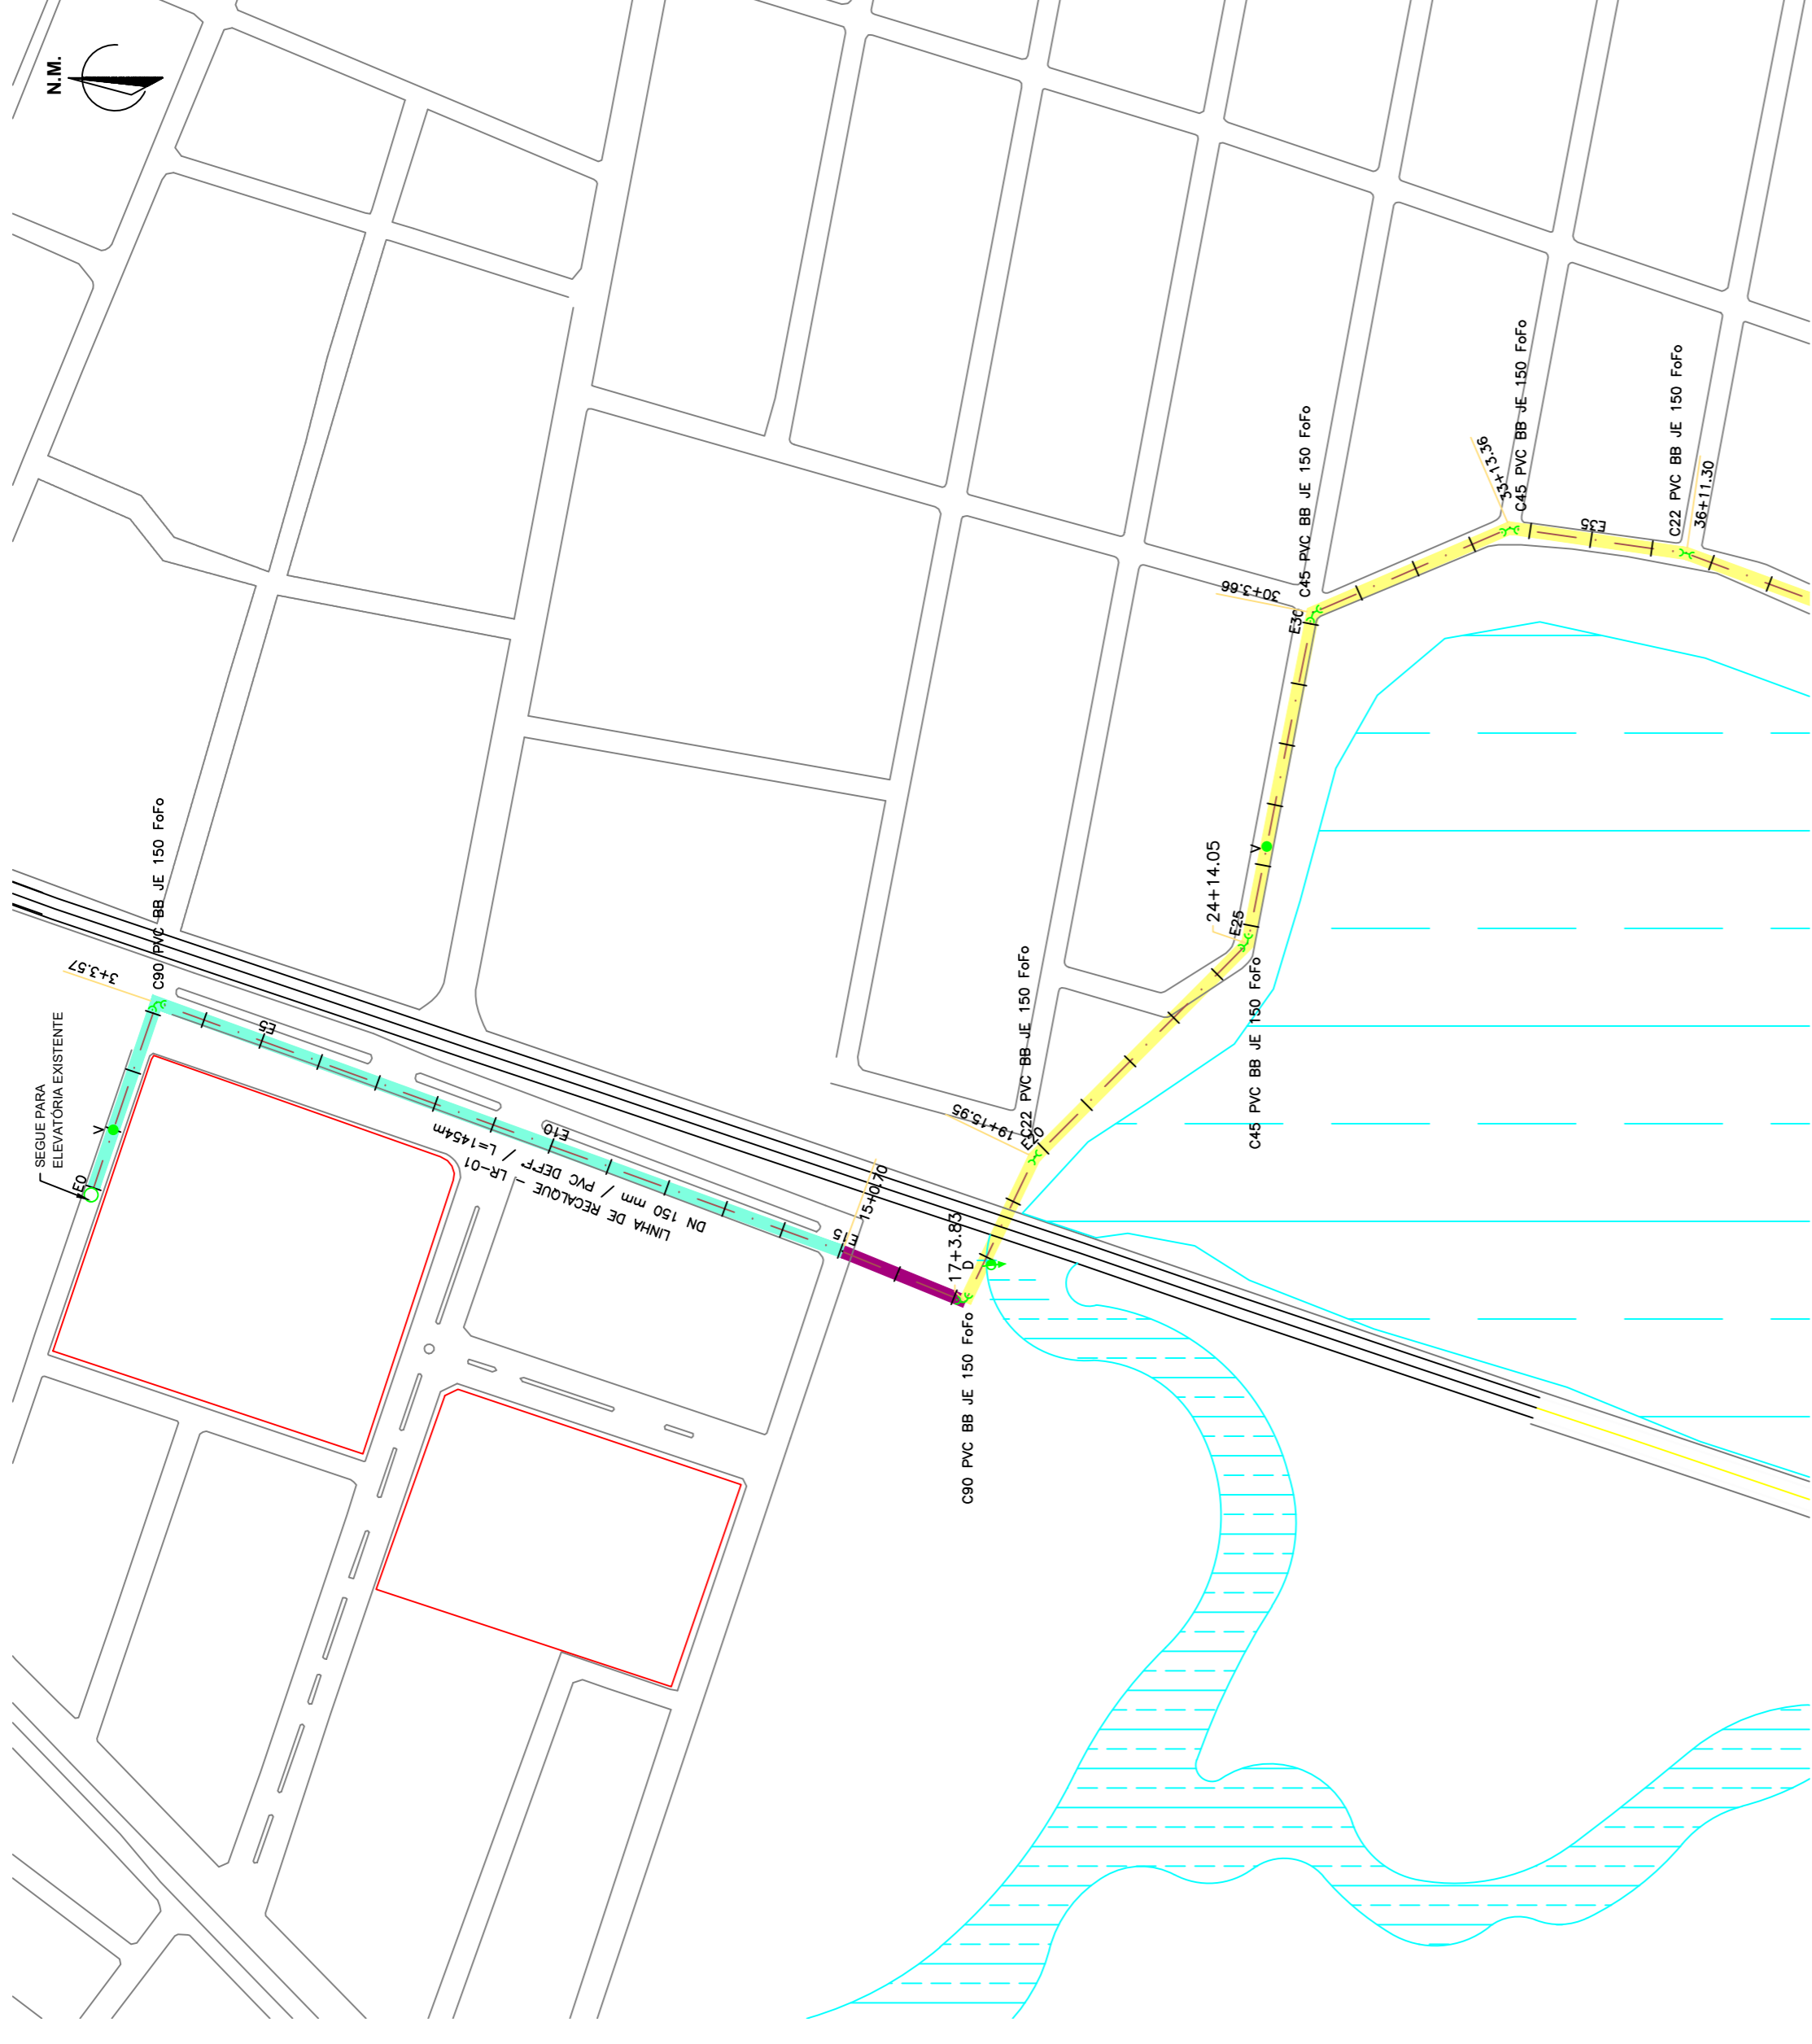 N.M.
SEGUE PARA
ELEVATÓRIA EXISTENTE
E0
V
3+3.57
C90 PVC BB JE 150 FoFo
E5
E10
LINHA DE RECALQUE - LR-01
DN 150 mm / PVC DEF°F° / L=1454m
E15
15+0.70
17+3.83
D
C90 PVC BB JE 150 FoFo
19+15.95
E20
C22 PVC BB JE 150 FoFo
24+14.05
E25
C45 PVC BB JE 150 FoFo
V
30+3.66
E30
C45 PVC BB JE 150 FoFo
33+13.36
C45 PVC BB JE 150 FoFo
E35
C22 PVC BB JE 150 FoFo
36+11.30